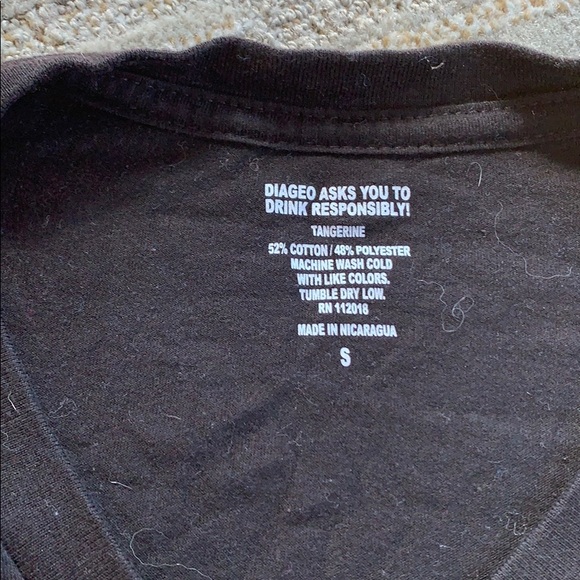 DIAGEO ASKS YOU TO
DRINK RESPONSIBLY!
TANGERINE
52% COTTON / 48% POLYESTER
MACHINE WASH COLD
WITH LIKE COLORS.
TUMBLE DRY LOW.
RN 112018
MADE IN NICARAGUA
S